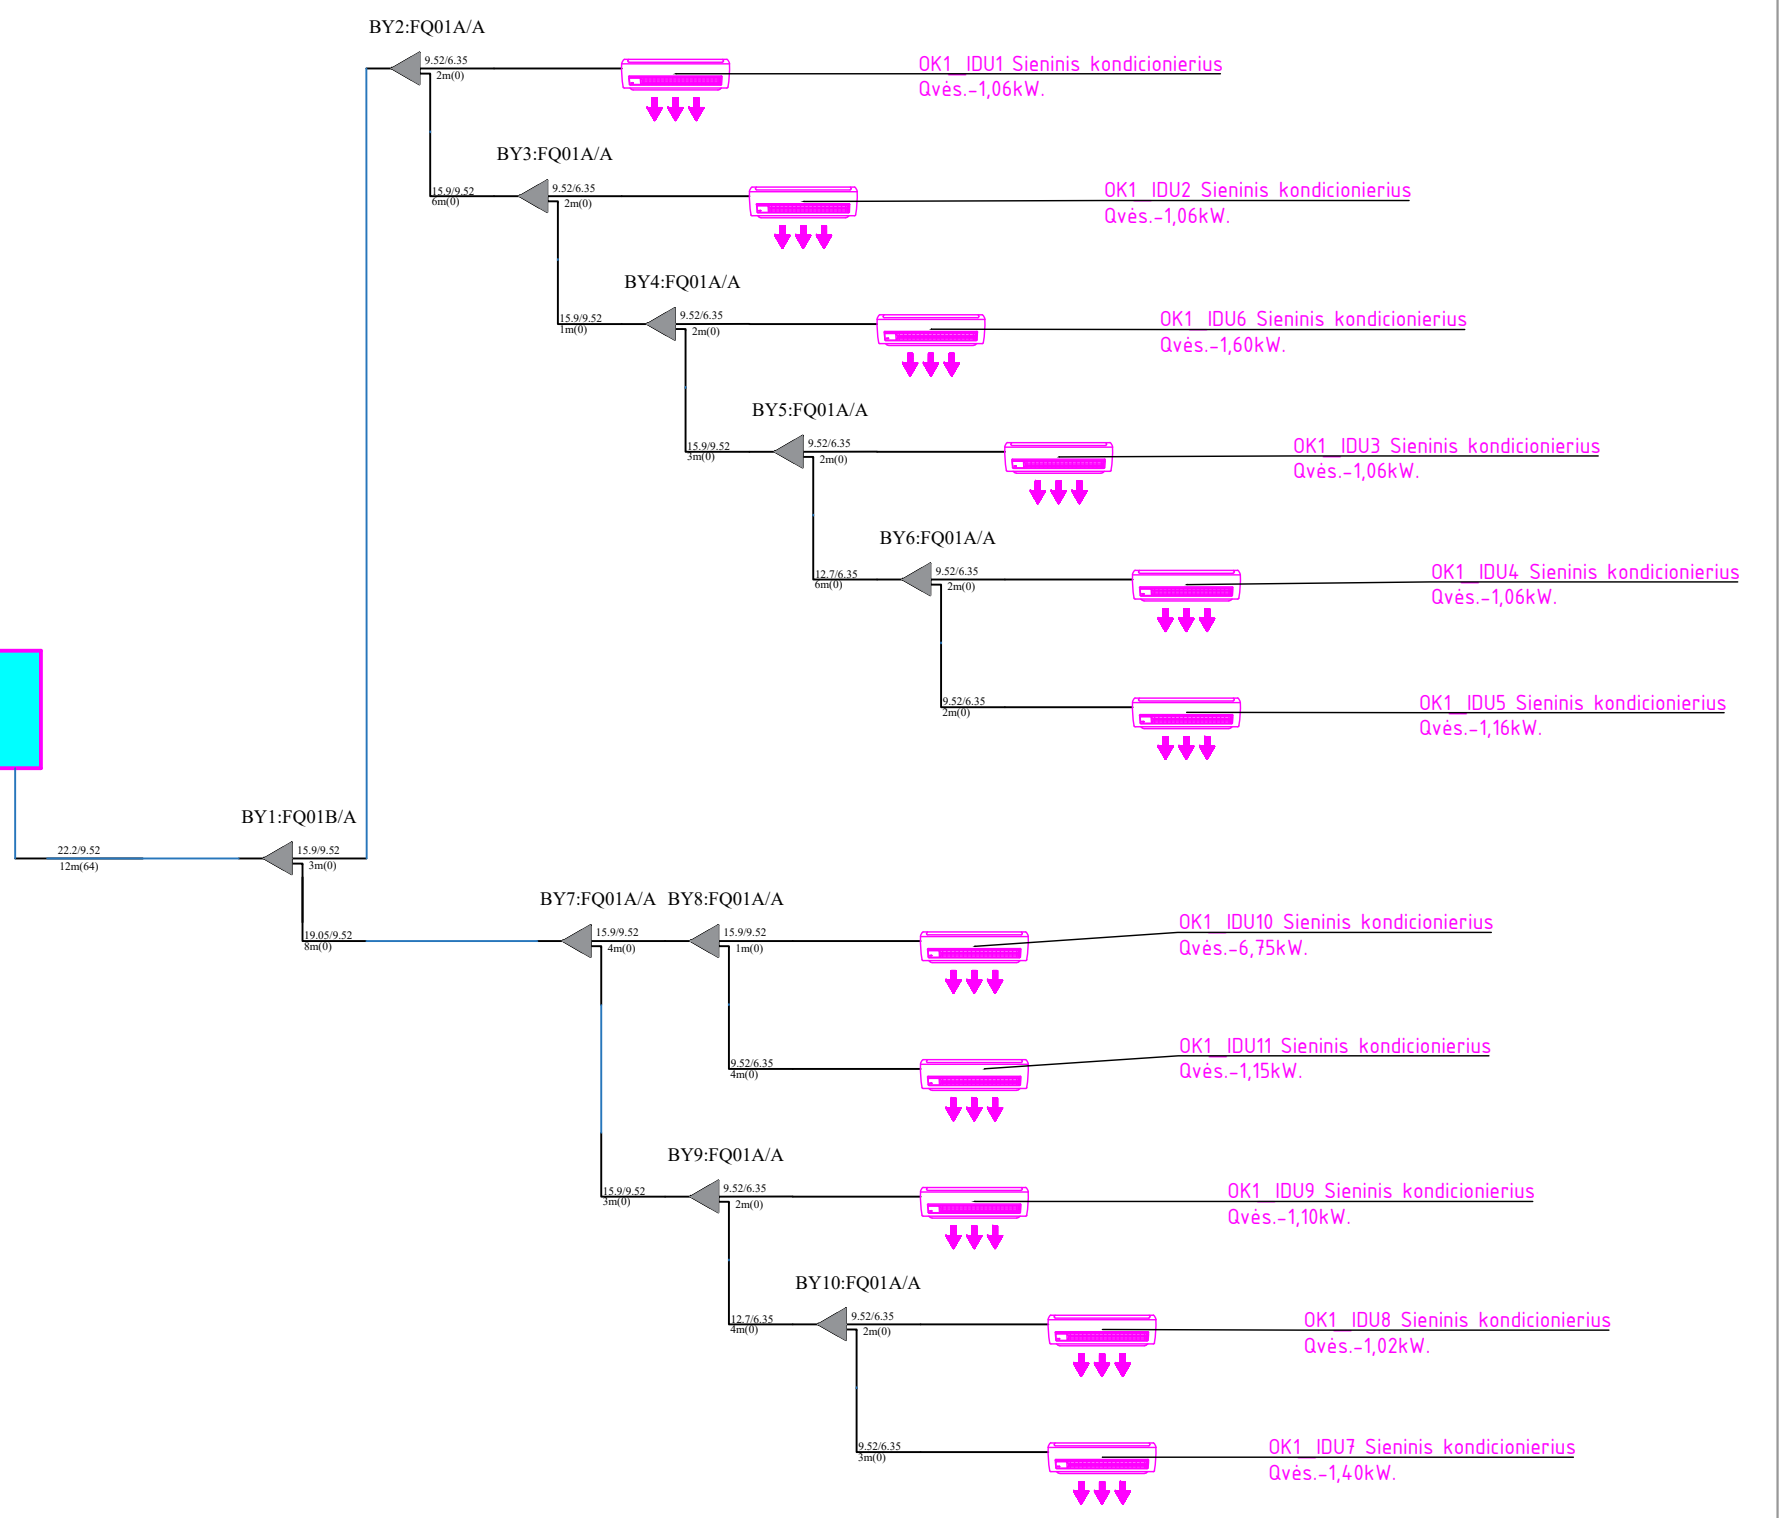 BY2:FQ01A/A
9.52/6.35
2m(0)
OK1_IDU1 Sieninis kondicionierius
Qvės.-1,06kW.
BY3:FQ01A/A
15.9/9.52
6m(0)
9.52/6.35
2m(0)
OK1_IDU2 Sieninis kondicionierius
Qvės.-1,06kW.
BY4:FQ01A/A
15.9/9.52
1m(0)
9.52/6.35
2m(0)
OK1_IDU6 Sieninis kondicionierius
Qvės.-1,60kW.
BY5:FQ01A/A
15.9/9.52
3m(0)
9.52/6.35
2m(0)
OK1_IDU3 Sieninis kondicionierius
Qvės.-1,06kW.
BY6:FQ01A/A
12.7/6.35
6m(0)
9.52/6.35
2m(0)
OK1_IDU4 Sieninis kondicionierius
Qvės.-1,06kW.
9.52/6.35
2m(0)
OK1_IDU5 Sieninis kondicionierius
Qvės.-1,16kW.
BY1:FQ01B/A
22.2/9.52
12m(64)
15.9/9.52
3m(0)
19.05/9.52
8m(0)
BY7:FQ01A/A
15.9/9.52
4m(0)
BY8:FQ01A/A
15.9/9.52
1m(0)
OK1_IDU10 Sieninis kondicionierius
Qvės.-6,75kW.
9.52/6.35
4m(0)
OK1_IDU11 Sieninis kondicionierius
Qvės.-1,15kW.
BY9:FQ01A/A
15.9/9.52
3m(0)
9.52/6.35
2m(0)
OK1_IDU9 Sieninis kondicionierius
Qvės.-1,10kW.
BY10:FQ01A/A
12.7/6.35
4m(0)
9.52/6.35
2m(0)
OK1_IDU8 Sieninis kondicionierius
Qvės.-1,02kW.
9.52/6.35
3m(0)
OK1_IDU7 Sieninis kondicionierius
Qvės.-1,40kW.